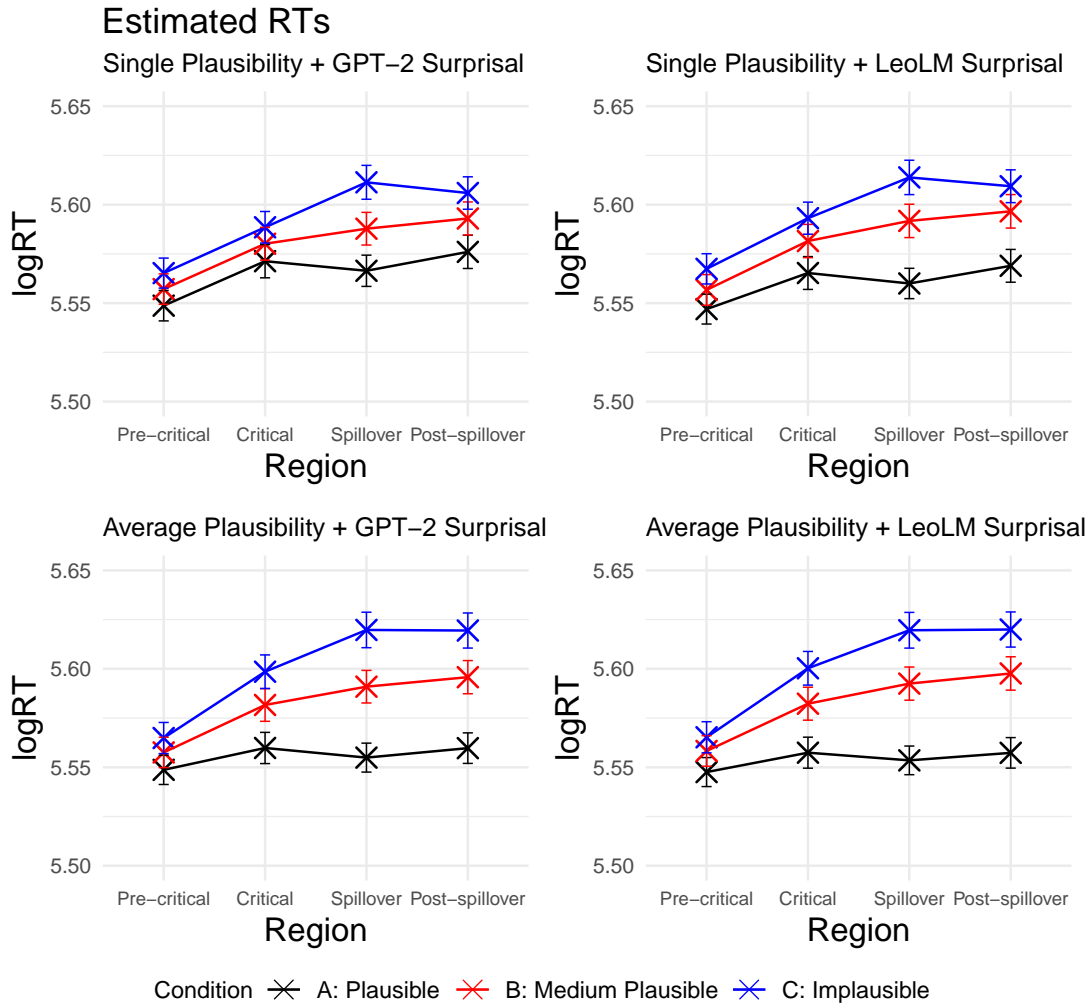 Estimated RTs
Single Plausibility + GPT−2 Surprisal
5.65
5.60
5.55
5.50
logRT
Pre−critical Critical Spillover Post−spillover
Region
Single Plausibility + LeoLM Surprisal
5.65
5.60
5.55
5.50
logRT
Pre−critical Critical Spillover Post−spillover
Region
Average Plausibility + GPT−2 Surprisal
5.65
5.60
5.55
5.50
logRT
Pre−critical Critical Spillover Post−spillover
Region
Average Plausibility + LeoLM Surprisal
5.65
5.60
5.55
5.50
logRT
Pre−critical Critical Spillover Post−spillover
Region
Condition A: Plausible B: Medium Plausible C: Implausible